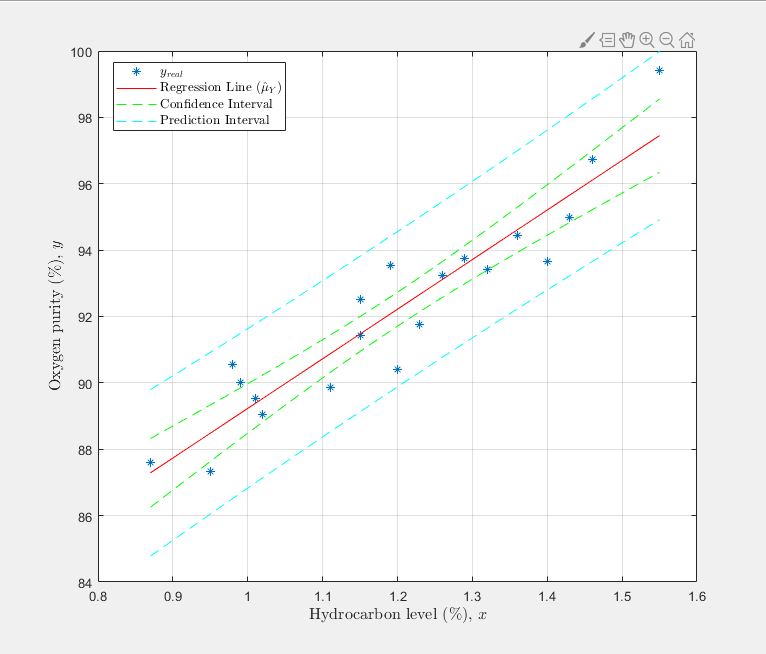 100
98
96
94
92
90
88
86
84
0.8 0.9 1 1.1 1.2 1.3 1.4 1.5 1.6
Oxygen purity (%), y
Hydrocarbon level (%), x
y_real
Regression Line (μ̂_Y)
Confidence Interval
Prediction Interval